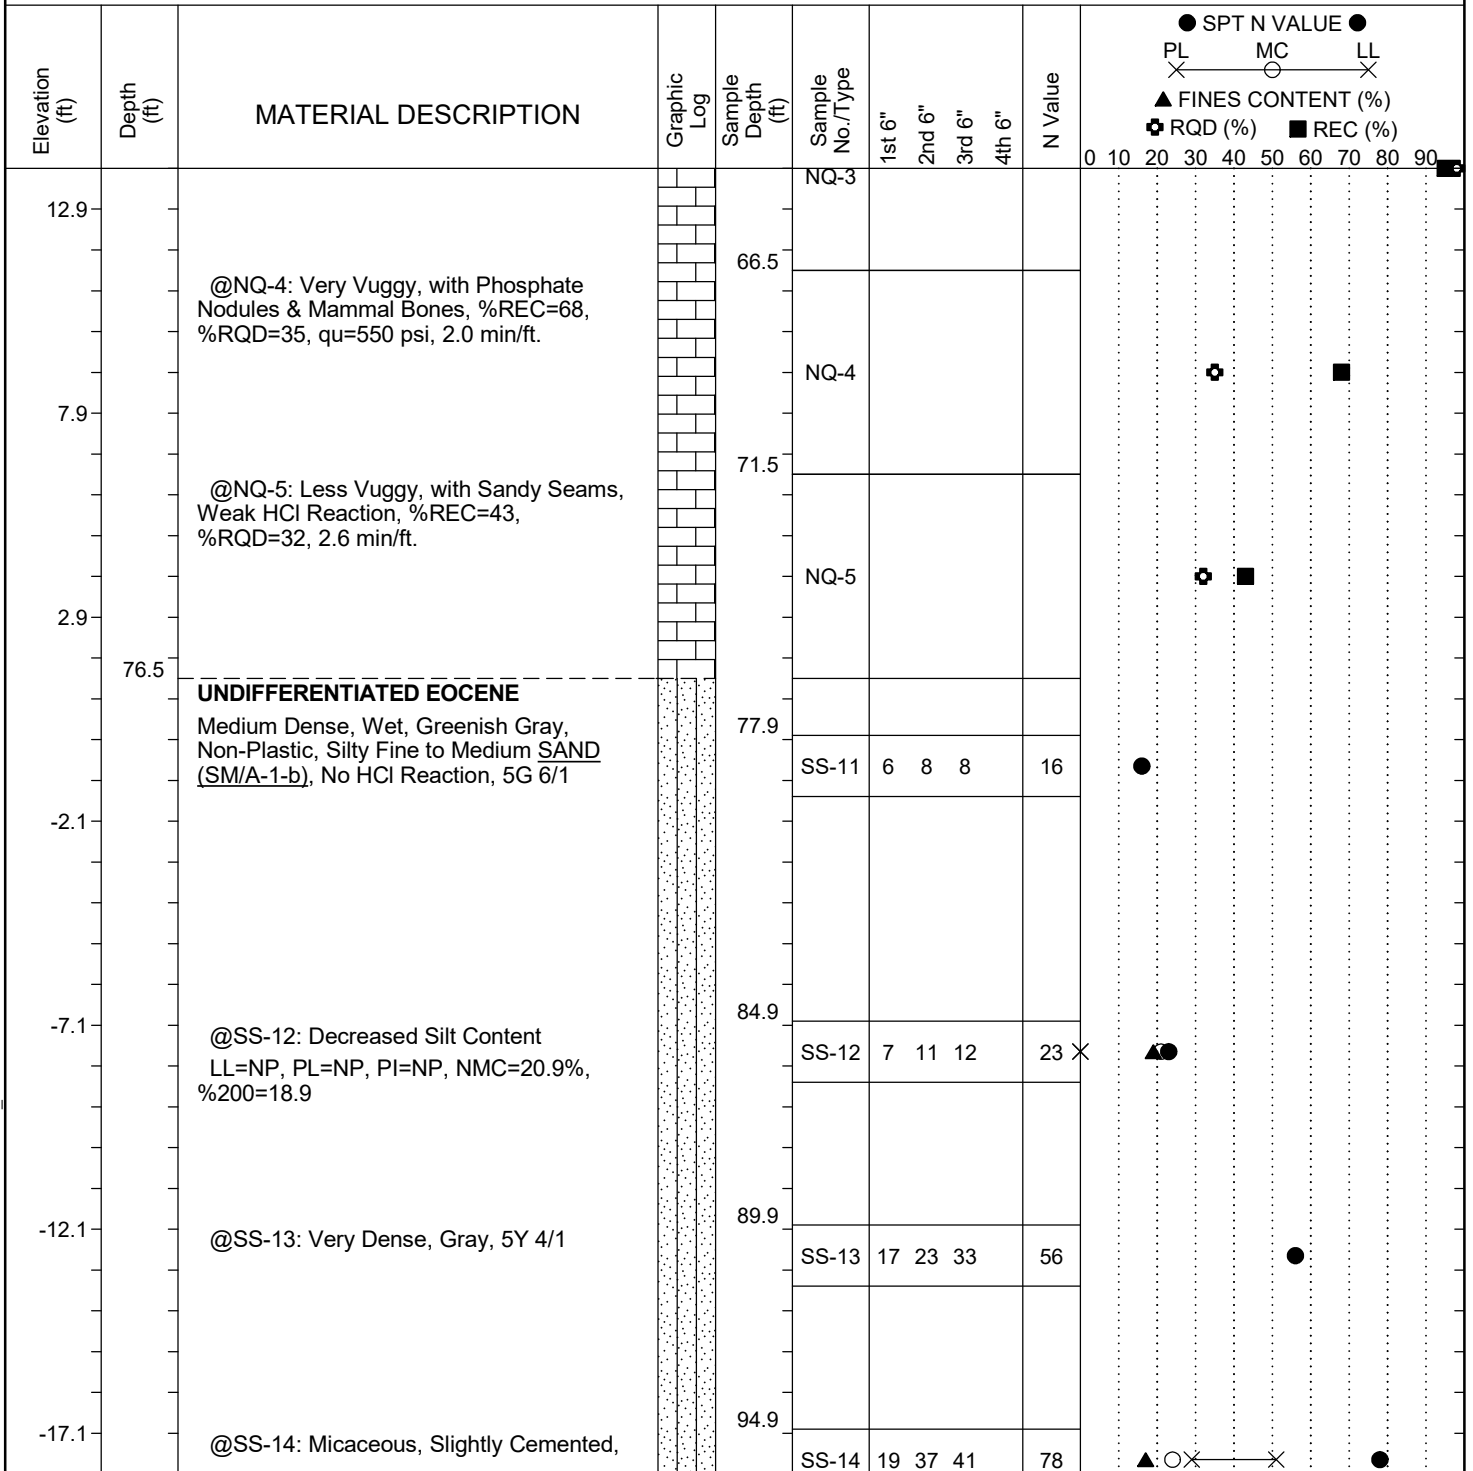 Elevation (ft)
Depth (ft)
MATERIAL DESCRIPTION
Graphic Log
Sample Depth (ft)
Sample No./Type
1st 6"
2nd 6"
3rd 6"
4th 6"
N Value
SPT N VALUE
PL MC LL
FINES CONTENT (%)
RQD (%) REC (%)
0 10 20 30 40 50 60 70 80 90
NQ-3
12.9
66.5
@NQ-4: Very Vuggy, with Phosphate
Nodules & Mammal Bones, %REC=68,
%RQD=35, qu=550 psi, 2.0 min/ft.
NQ-4
7.9
71.5
@NQ-5: Less Vuggy, with Sandy Seams,
Weak HCl Reaction, %REC=43,
%RQD=32, 2.6 min/ft.
NQ-5
2.9
76.5
UNDIFFERENTIATED EOCENE
Medium Dense, Wet, Greenish Gray,
Non-Plastic, Silty Fine to Medium SAND
(SM/A-1-b), No HCl Reaction, 5G 6/1
77.9
SS-11 6 8 8 16
-2.1
84.9
-7.1
@SS-12: Decreased Silt Content
LL=NP, PL=NP, PI=NP, NMC=20.9%,
%200=18.9
SS-12 7 11 12 23
89.9
-12.1
@SS-13: Very Dense, Gray, 5Y 4/1
SS-13 17 23 33 56
94.9
-17.1
@SS-14: Micaceous, Slightly Cemented,
SS-14 19 37 41 78